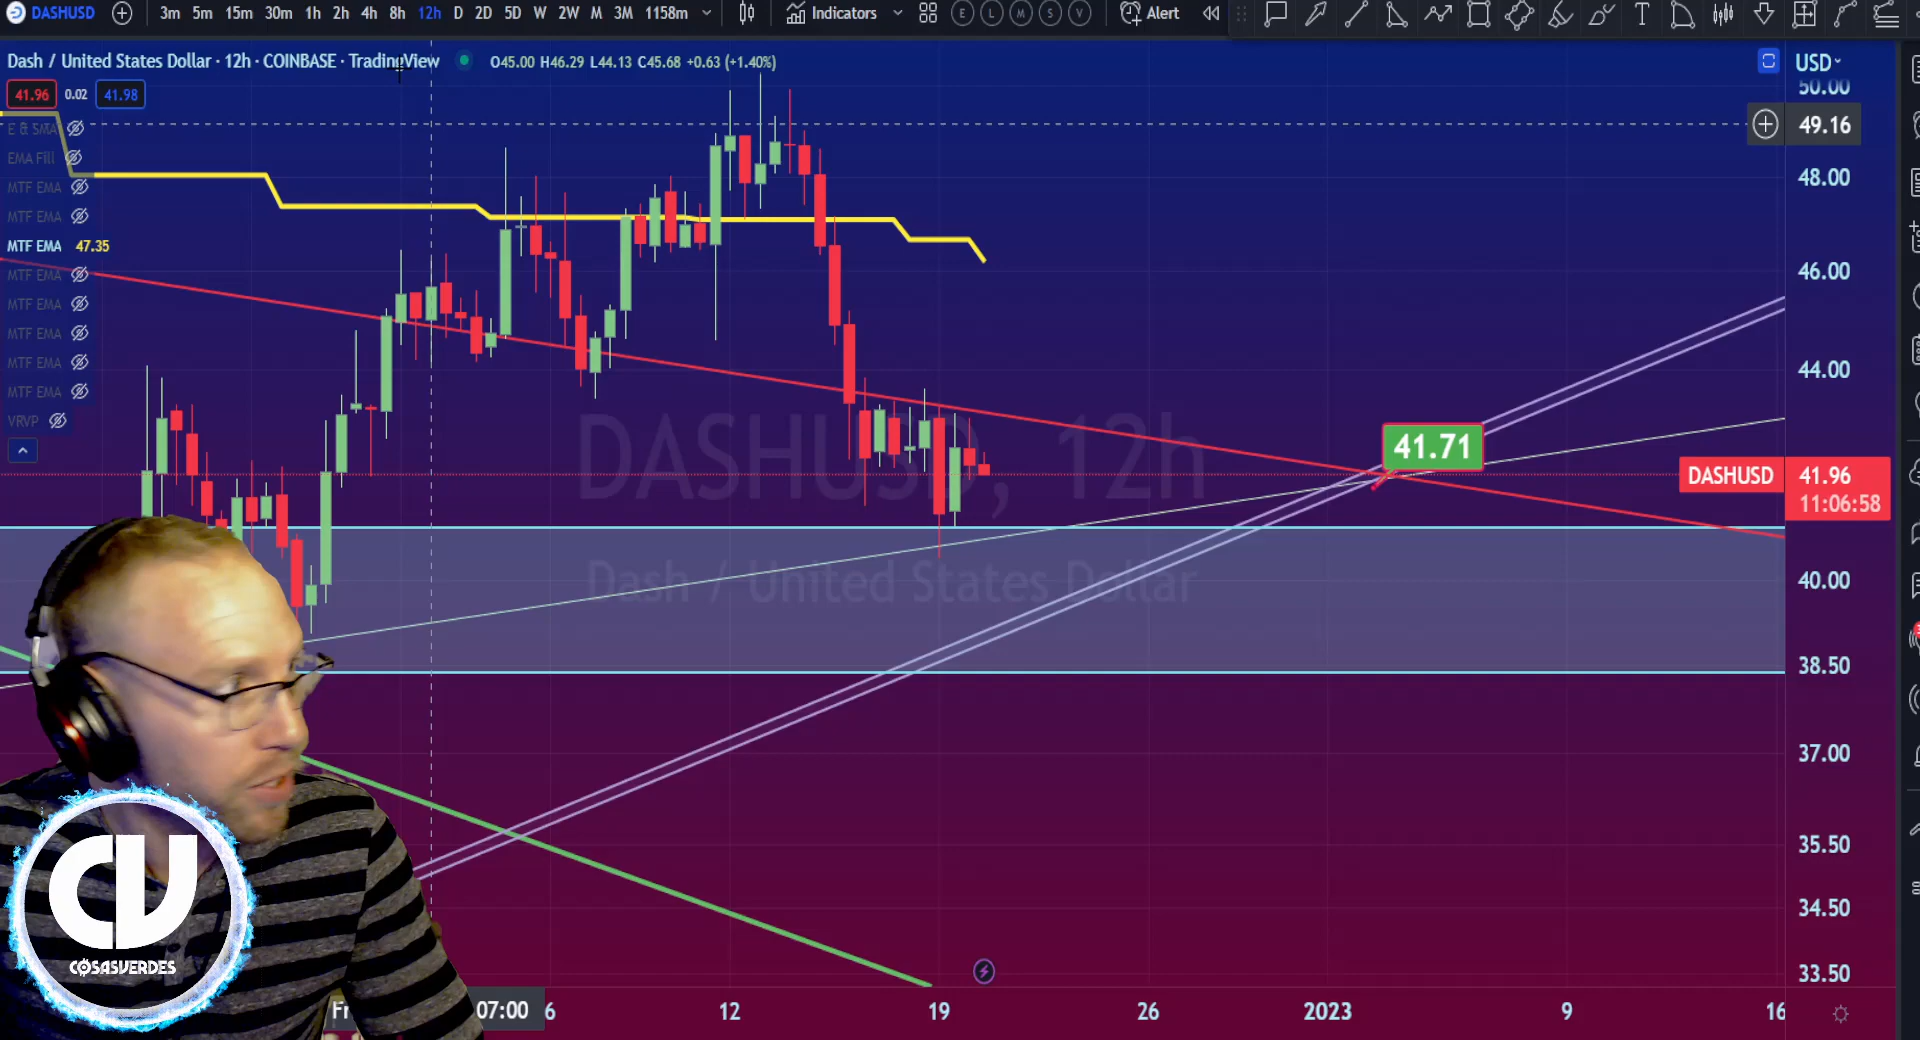 DASHUSD 3m 5m 15m 30m 1h 2h 4h 8h 12h D 2D 5D W 2W M 3M 1158m Indicators E L M S V Alert
Dash / United States Dollar · 12h · COINBASE · TradingView O45.00 H46.29 L44.13 C45.68 +0.63 (+1.40%)
USD
50.00
41.96 0.02 41.98
E & SMA
49.16
EMA Fill
48.00
MTF EMA
MTF EMA
MTF EMA 47.35
46.00
MTF EMA
MTF EMA
MTF EMA
MTF EMA
44.00
MTF EMA
VRVP
DASHUSD, 12h
41.71
DASHUSD 41.96
11:06:58
Dash / United States Dollar
40.00
38.50
37.00
35.50
34.50
33.50
CV
COSASVERDES
Fr 07:00 6 12 19 26 2023 9 16